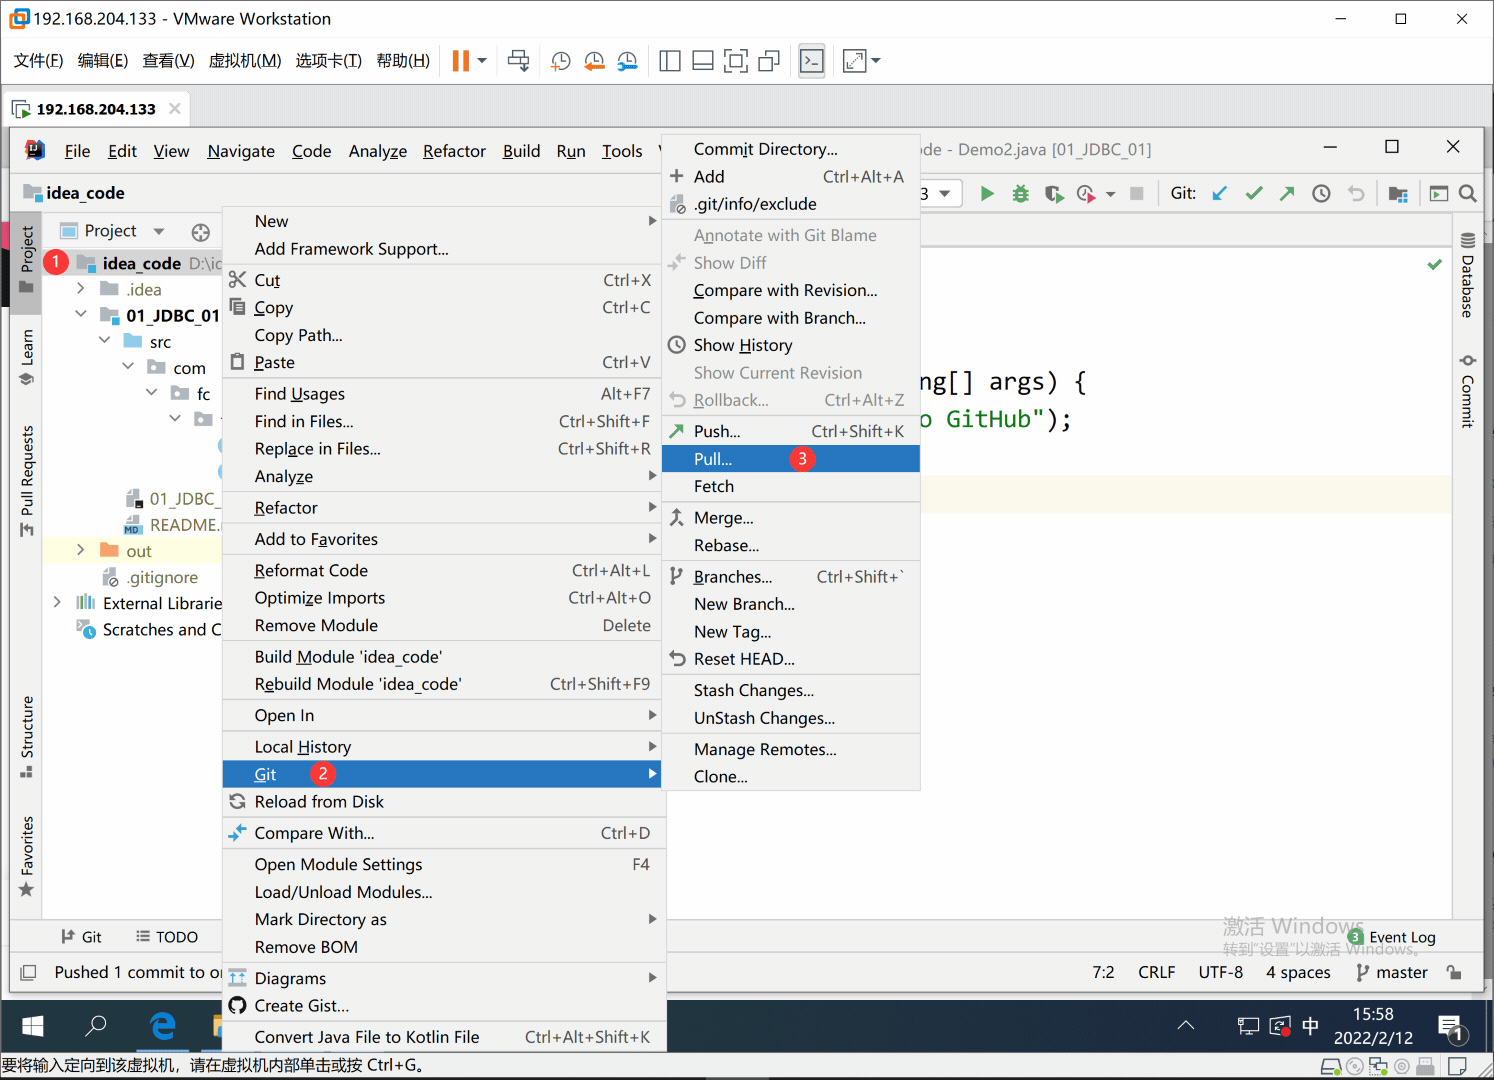 192.168.204.133 - VMware Workstation
文件(F) 编辑(E) 查看(V) 虚拟机(M) 选项卡(T) 帮助(H)
192.168.204.133
File Edit View Navigate Code Analyze Refactor Build Run Tools
de - Demo2.java [01_JDBC_01]
idea_code
3
Git:
Project
Project
1
idea_code D:\
.idea
01_JDBC_01
src
com
fc
01_JDBC_
README.
out
.gitignore
External Librarie
Scratches and C
Learn
Pull Requests
Structure
Favorites
New
Add Framework Support...
Cut Ctrl+X
Copy Ctrl+C
Copy Path...
Paste Ctrl+V
Find Usages Alt+F7
Find in Files... Ctrl+Shift+F
Replace in Files... Ctrl+Shift+R
Analyze
Refactor
Add to Favorites
Reformat Code Ctrl+Alt+L
Optimize Imports Ctrl+Alt+O
Remove Module Delete
Build Module 'idea_code'
Rebuild Module 'idea_code' Ctrl+Shift+F9
Open In
Local History
Git 2
Reload from Disk
Compare With... Ctrl+D
Open Module Settings F4
Load/Unload Modules...
Mark Directory as
Remove BOM
Diagrams
Create Gist...
Convert Java File to Kotlin File Ctrl+Alt+Shift+K
Commit Directory...
Add Ctrl+Alt+A
.git/info/exclude
Annotate with Git Blame
Show Diff
Compare with Revision...
Compare with Branch...
Show History
Show Current Revision
Rollback... Ctrl+Alt+Z
Push... Ctrl+Shift+K
Pull... 3
Fetch
Merge...
Rebase...
Branches... Ctrl+Shift+`
New Branch...
New Tag...
Reset HEAD...
Stash Changes...
UnStash Changes...
Manage Remotes...
Clone...
ng[] args) {
o GitHub");
Database
Commit
激活 Windows
转到"设置"以激活 Windows。
Git TODO
3 Event Log
Pushed 1 commit to o
7:2 CRLF UTF-8 4 spaces master
中
15:58
2022/2/12
1
要将输入定向到该虚拟机，请在虚拟机内部单击或按 Ctrl+G。